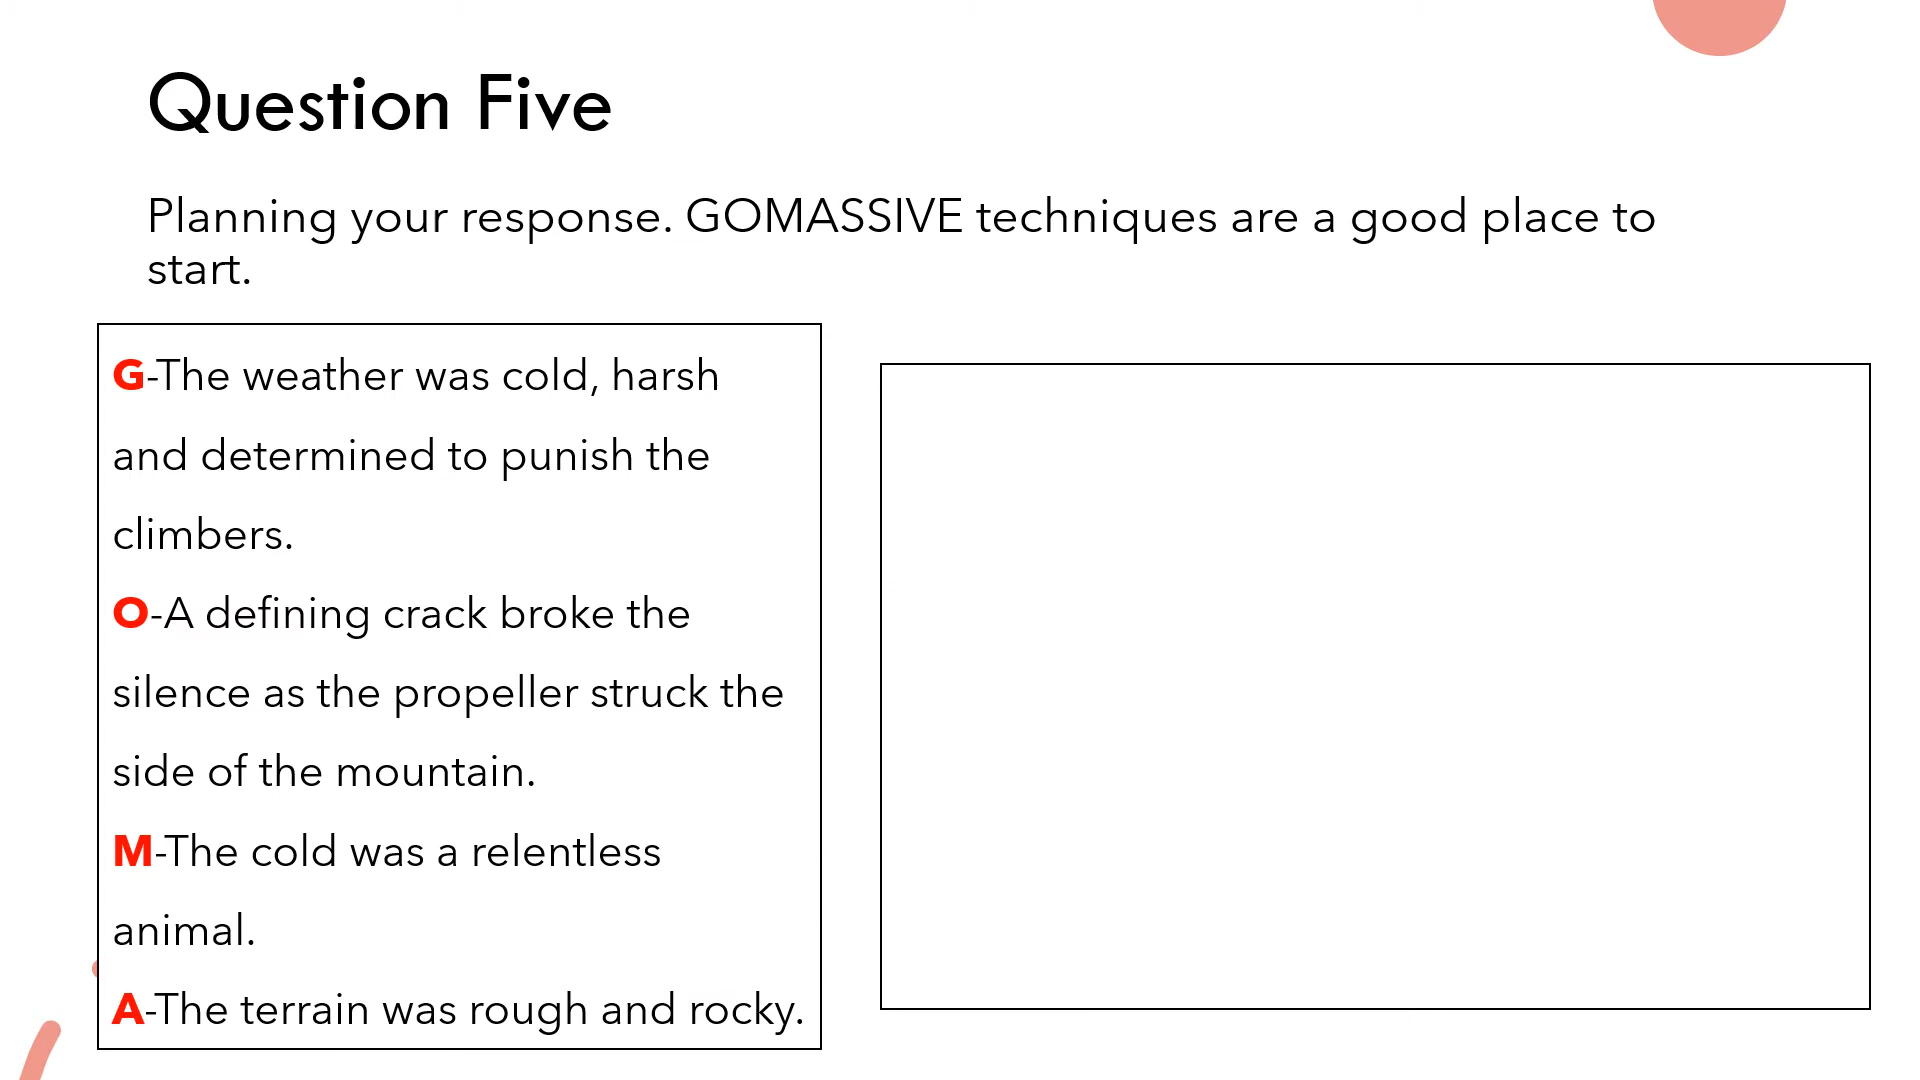 Question Five
Planning your response. GOMASSIVE techniques are a good place to
start.
G-The weather was cold, harsh
and determined to punish the
climbers.
O-A defining crack broke the
silence as the propeller struck the
side of the mountain.
M-The cold was a relentless
animal.
A-The terrain was rough and rocky.